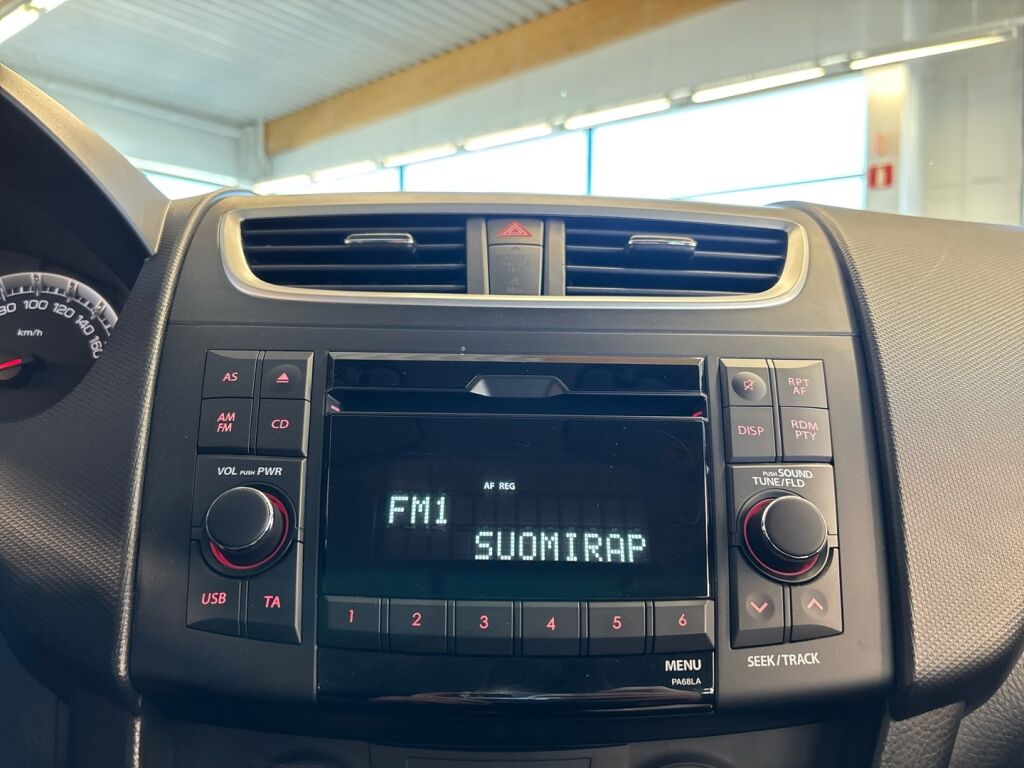 80 100 120 140 160
km/h
AS
AM
FM
CD
VOL PUSH PWR
USB
TA
AF REG
FM1
SUOMIRAP
1 2 3 4 5 6
MENU
PA68LA
RPT
AF
DISP
RDM
PTY
PUSH SOUND
TUNE/FLD
SEEK/TRACK